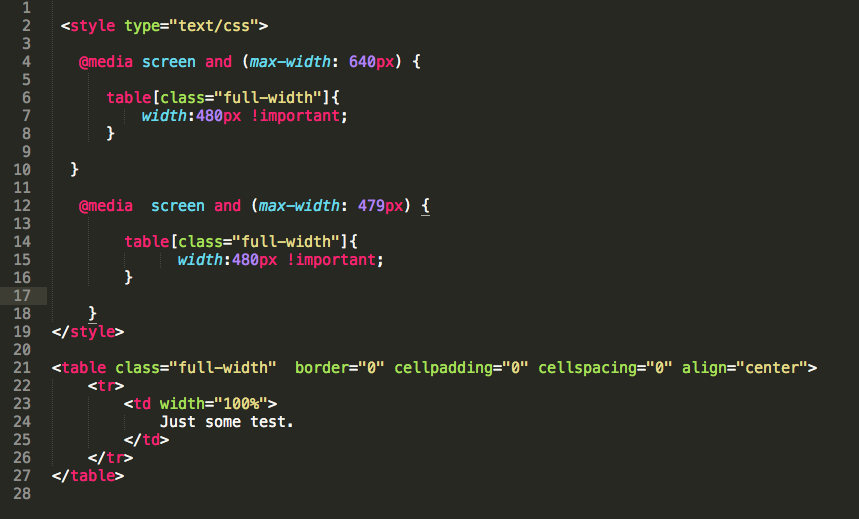 1
2 <style type="text/css">
3
4 @media screen and (max-width: 640px) {
5
6 table[class="full-width"]{
7 width:480px !important;
8 }
9
10 }
11
12 @media  screen and (max-width: 479px) {
13
14 table[class="full-width"]{
15 width:480px !important;
16 }
17
18 }
19 </style>
20
21 <table class="full-width"  border="0" cellpadding="0" cellspacing="0" align="center">
22 <tr>
23 <td width="100%">
24 Just some test.
25 </td>
26 </tr>
27 </table>
28